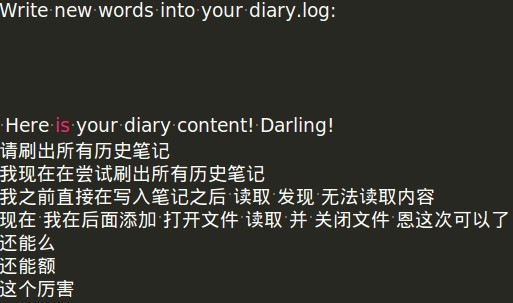 Write new words into your diary.log:
Here is your diary content! Darling!
请刷出所有历史笔记
我现在在尝试刷出所有历史笔记
我之前直接在写入笔记之后 读取 发现 无法读取内容
现在 我在后面添加 打开文件 读取 并 关闭文件 恩这次可以了
还能么
还能额
这个厉害